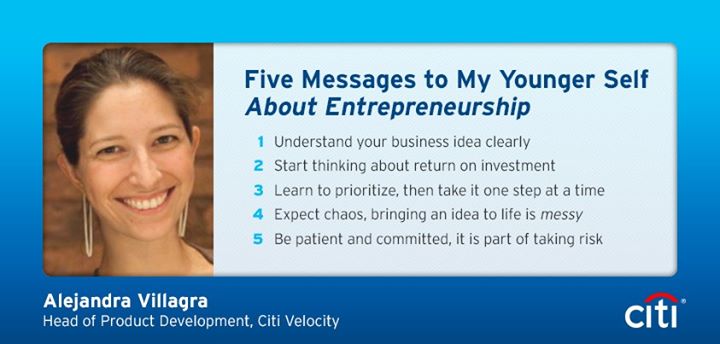 Five Messages to My Younger Self
About Entrepreneurship
1 Understand your business idea clearly
2 Start thinking about return on investment
3 Learn to prioritize, then take it one step at a time
4 Expect chaos, bringing an idea to life is messy
5 Be patient and committed, it is part of taking risk
Alejandra Villagra
Head of Product Development, Citi Velocity
citi®